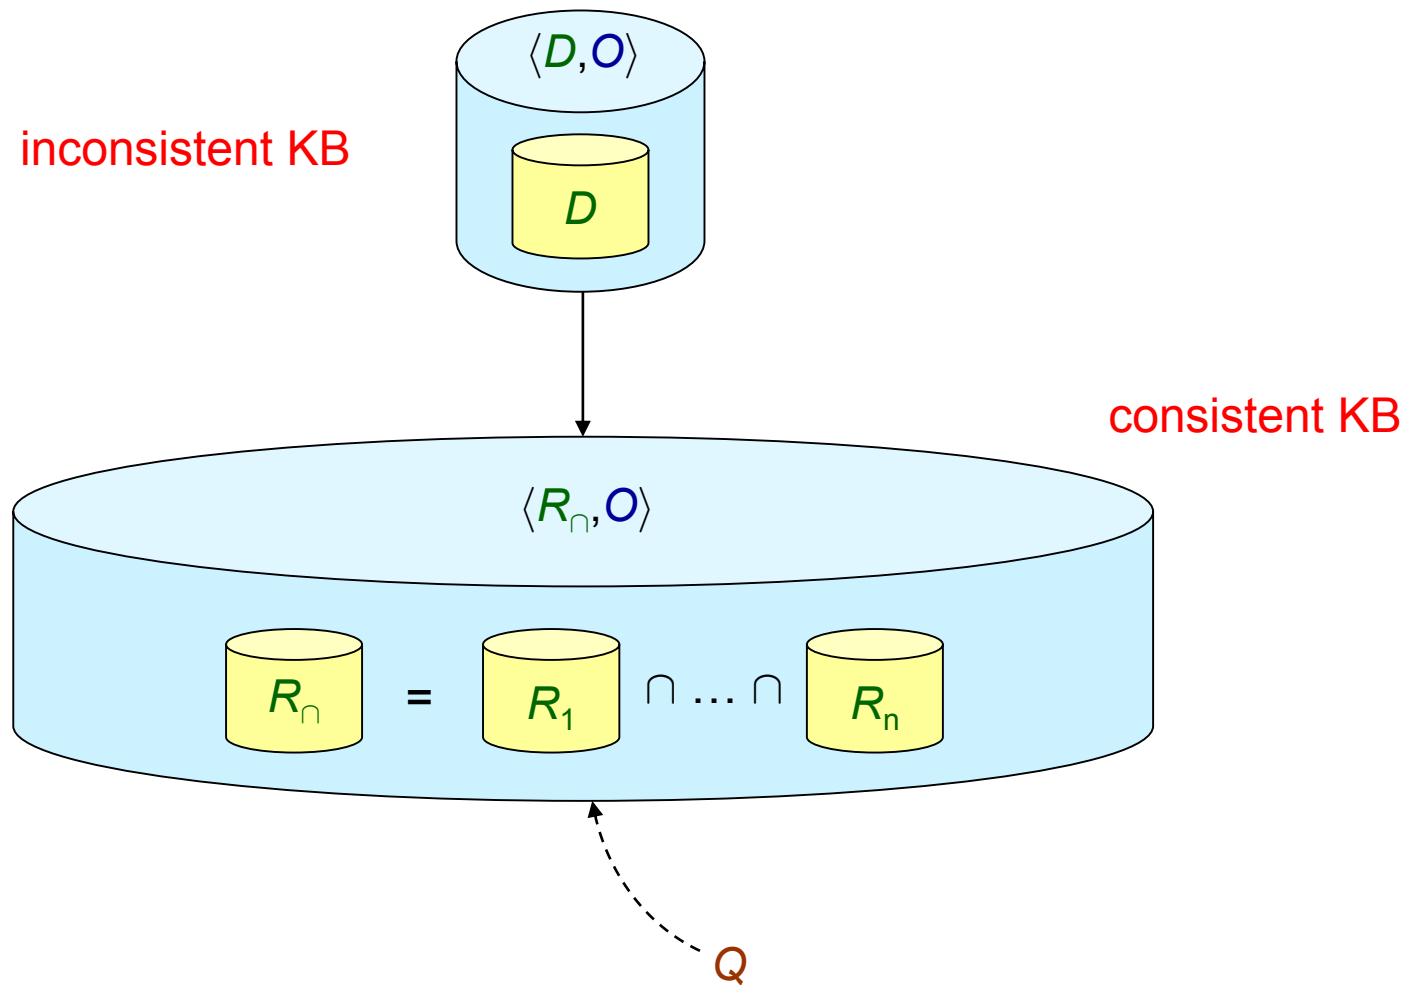 ⟨D,O⟩
inconsistent KB
D
consistent KB
⟨R∩,O⟩
R∩ = R1 ∩ … ∩ Rn
Q